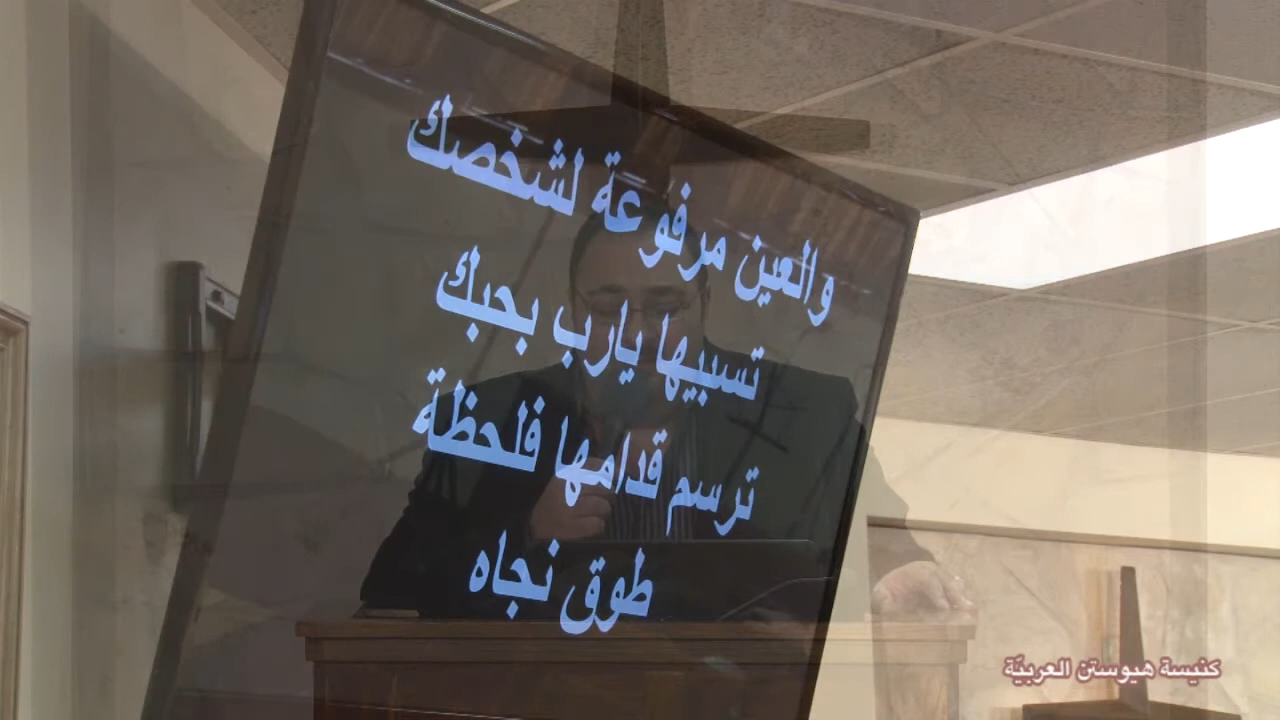 والعين مرفوعة لشخصك
تسبيها يارب بحبك
ترسم قدامها فلحظة
طوق نجاه
كنيسة هيوستن العربيّة